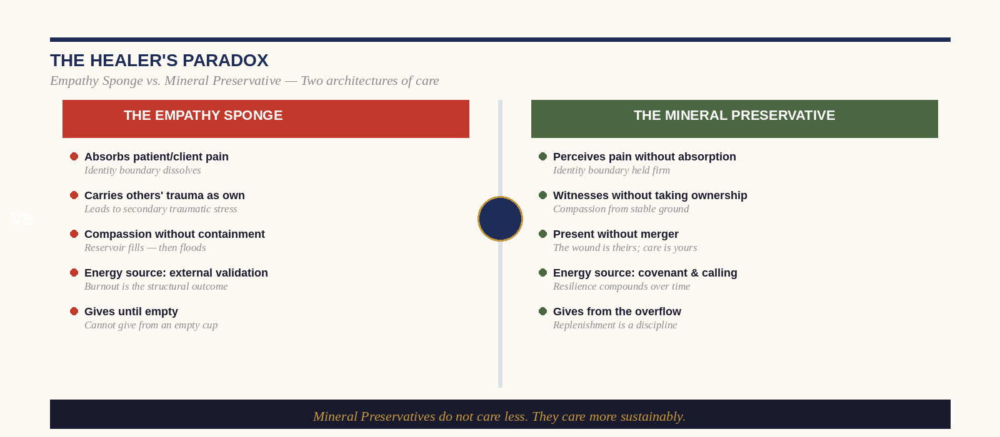 THE HEALER'S PARADOX
Empathy Sponge vs. Mineral Preservative — Two architectures of care
THE EMPATHY SPONGE
Absorbs patient/client pain
Identity boundary dissolves
Carries others' trauma as own
Leads to secondary traumatic stress
Compassion without containment
Reservoir fills — then floods
Energy source: external validation
Burnout is the structural outcome
Gives until empty
Cannot give from an empty cup
VS
THE MINERAL PRESERVATIVE
Perceives pain without absorption
Identity boundary held firm
Witnesses without taking ownership
Compassion from stable ground
Present without merger
The wound is theirs; care is yours
Energy source: covenant & calling
Resilience compounds over time
Gives from the overflow
Replenishment is a discipline
Mineral Preservatives do not care less. They care more sustainably.